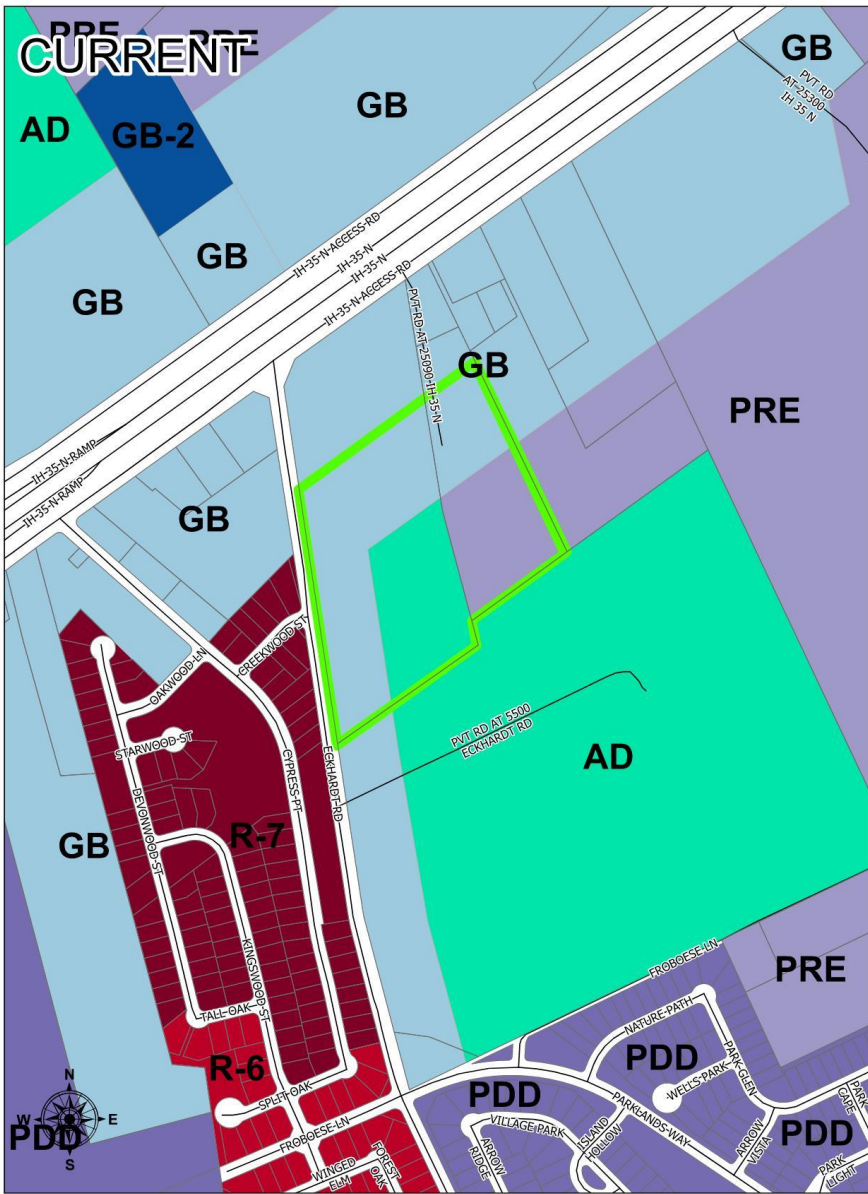 PRE
PRE
CURRENT
GB
PVT RD
AT 25300
IH 35 N
GB
AD
GB-2
IH-35-N-ACCESS-RD
IH-35-N
IH-35-N
IH-35-N-ACCESS-RD
GB
GB
PVT-RD-AT-25090-IH-35-N
GB
PRE
IH-35-N-RAMP
IH-35-N-RAMP
GB
CREEKWOOD-ST
OAKWOOD-LN
STARWOOD-ST
CYPRESS-PT
ECKHARDT-RD
PVT RD AT 5500
ECKHARDT RD
AD
DEVONWOOD-ST
GB
R-7
KINGSWOOD-ST
TALL-OAK
FROBOESE-LN
PRE
NATURE-PATH
PDD
PARK-GLEN
R-6
SPLIT-OAK
WELLS-PARK
PDD
PARKLANDS-WAY
PARK
CAPE
N
W
E
S
PDD
FROBOESE-LN
VILLAGE PARK
ISLAND
HOLLOW
ARROW
VISTA
PDD
ARROW
RIDGE
WINGED
ELM
FOREST
OAK
PARK
LIGHT